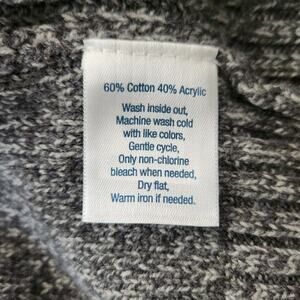 60% Cotton 40% Acrylic
Wash inside out,
Machine wash cold
with like colors,
Gentle cycle,
Only non-chlorine
bleach when needed,
Dry flat,
Warm iron if needed.